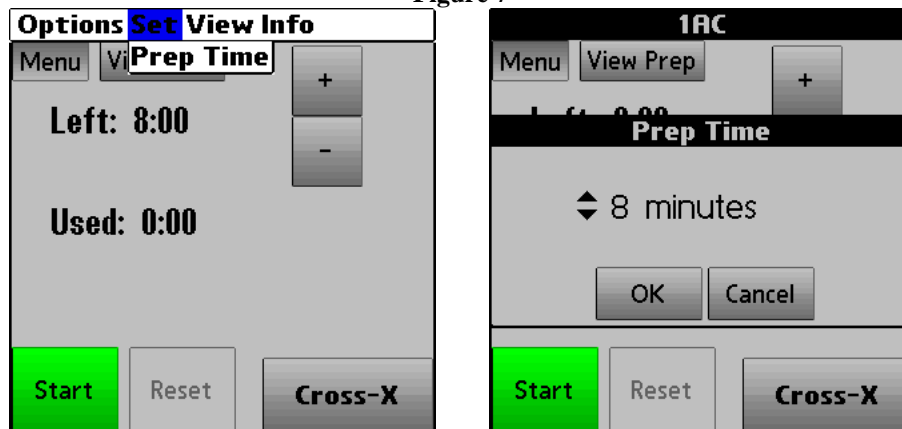 Options Set View Info
Prep Time
Menu
+
Left: 8:00
-
Used: 0:00
Start Reset Cross-X
1AC
Menu View Prep
+
Prep Time
8 minutes
OK Cancel
Start Reset Cross-X